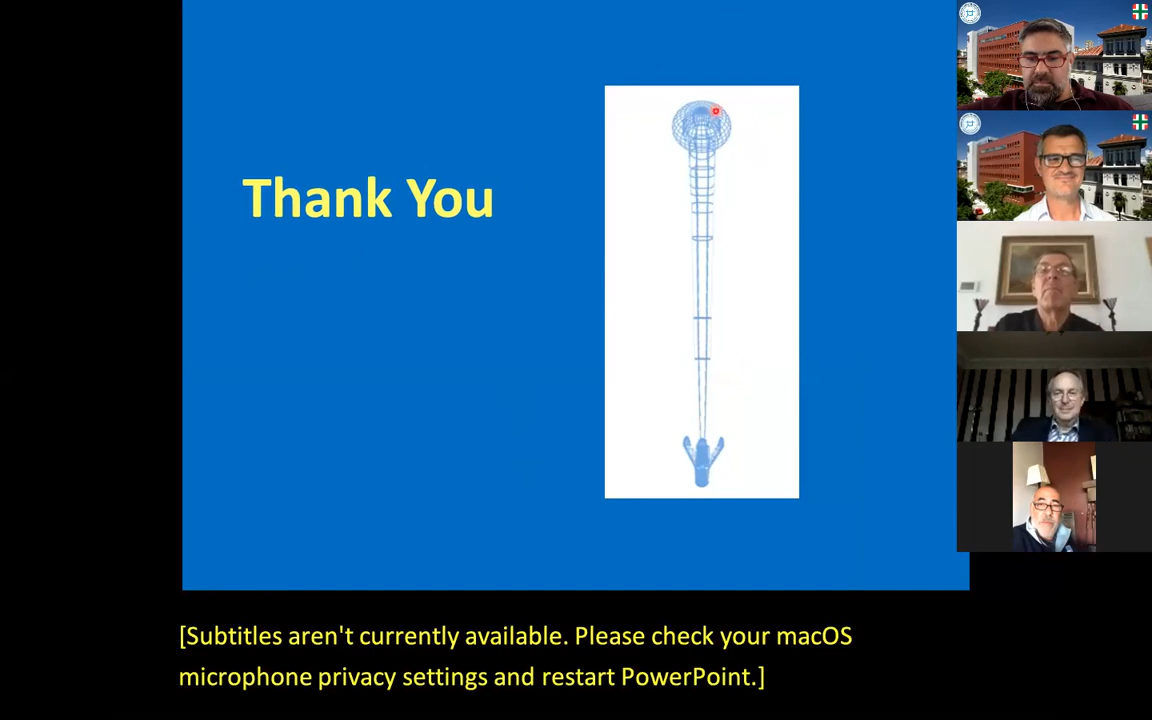 Thank You
[Subtitles aren't currently available. Please check your macOS
microphone privacy settings and restart PowerPoint.]